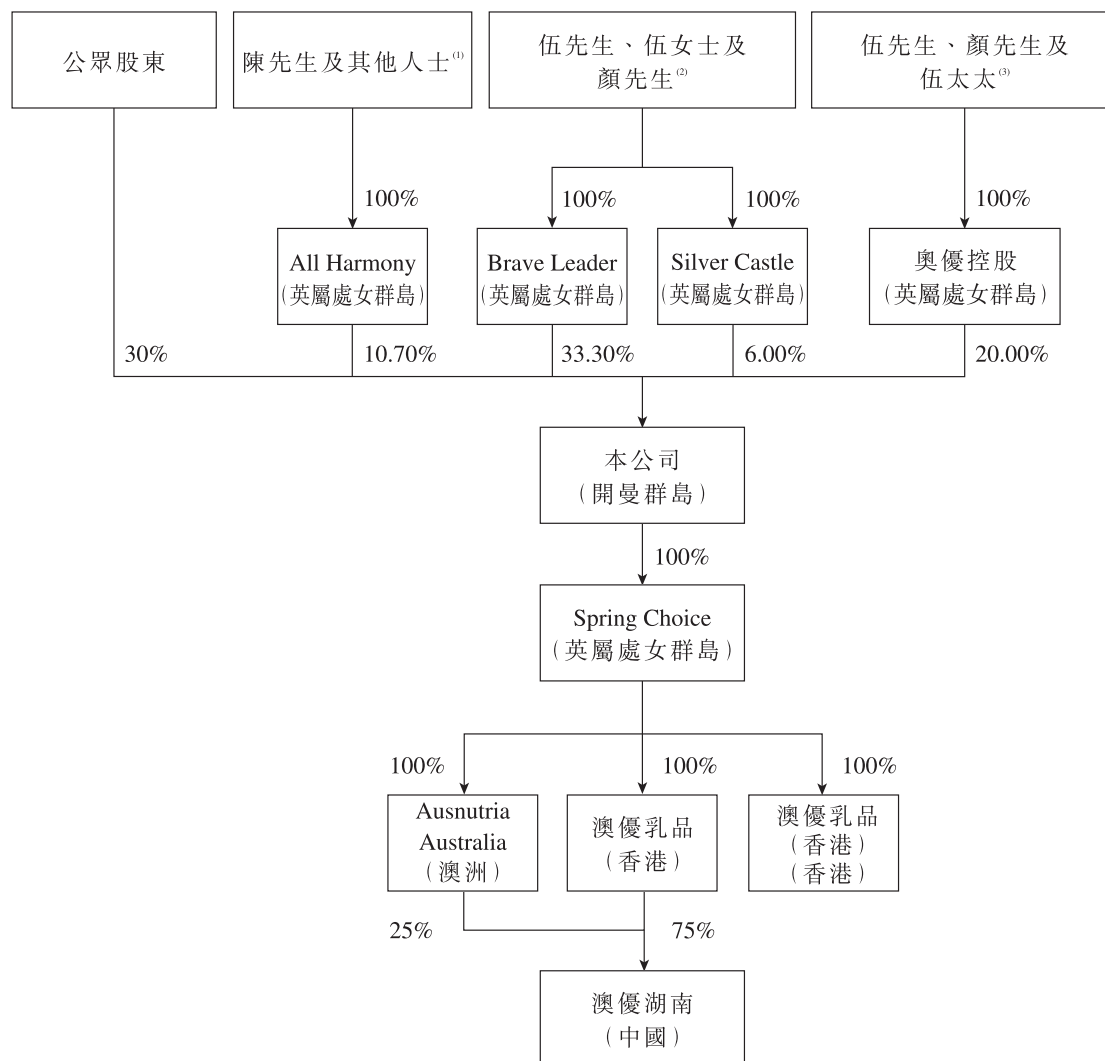 公眾股東
陳先生及其他人士(1)
伍先生、伍女士及
顏先生(2)
伍先生、顏先生及
伍太太(3)
100%
100%
100%
100%
All Harmony
(英屬處女群島)
Brave Leader
(英屬處女群島)
Silver Castle
(英屬處女群島)
奧優控股
(英屬處女群島)
30%
10.70%
33.30%
6.00%
20.00%
本公司
(開曼群島)
100%
Spring Choice
(英屬處女群島)
100%
100%
100%
Ausnutria
Australia
(澳洲)
澳優乳品
(香港)
澳優乳品
(香港)
(香港)
25%
75%
澳優湖南
(中國)